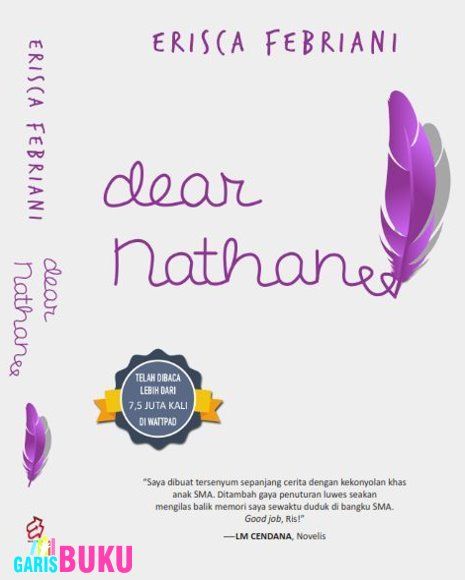 ERISCA FEBRIANI
dear
Nathan
ERISCA FEBRIANI
dear
Nathan
TELAH DIBACA
LEBIH DARI
7,5 JUTA KALI
DI WATTPAD
“Saya dibuat tersenyum sepanjang cerita dengan kekonyolan khas
anak SMA. Ditambah gaya penuturan luwes seakan
mengilas balik memori saya sewaktu duduk di bangku SMA.
Good job, Ris!”
—LM CENDANA, Novelis
GARISBUKU